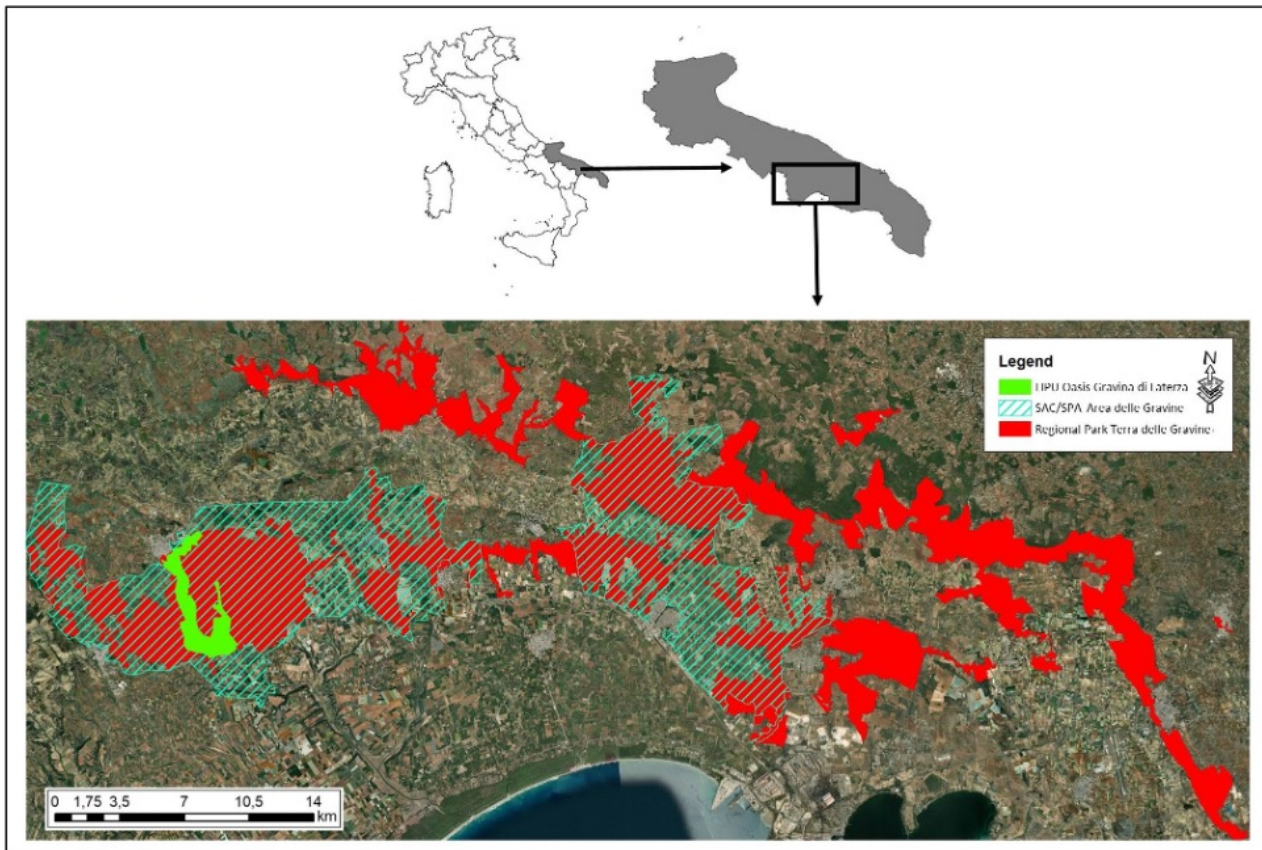 Legend
N
LIPU Oasis Gravina di Laterza
SAC/SPA Area delle Gravine
Regional Park Terra delle Gravine
0 1,75 3,5 7 10,5 14
km